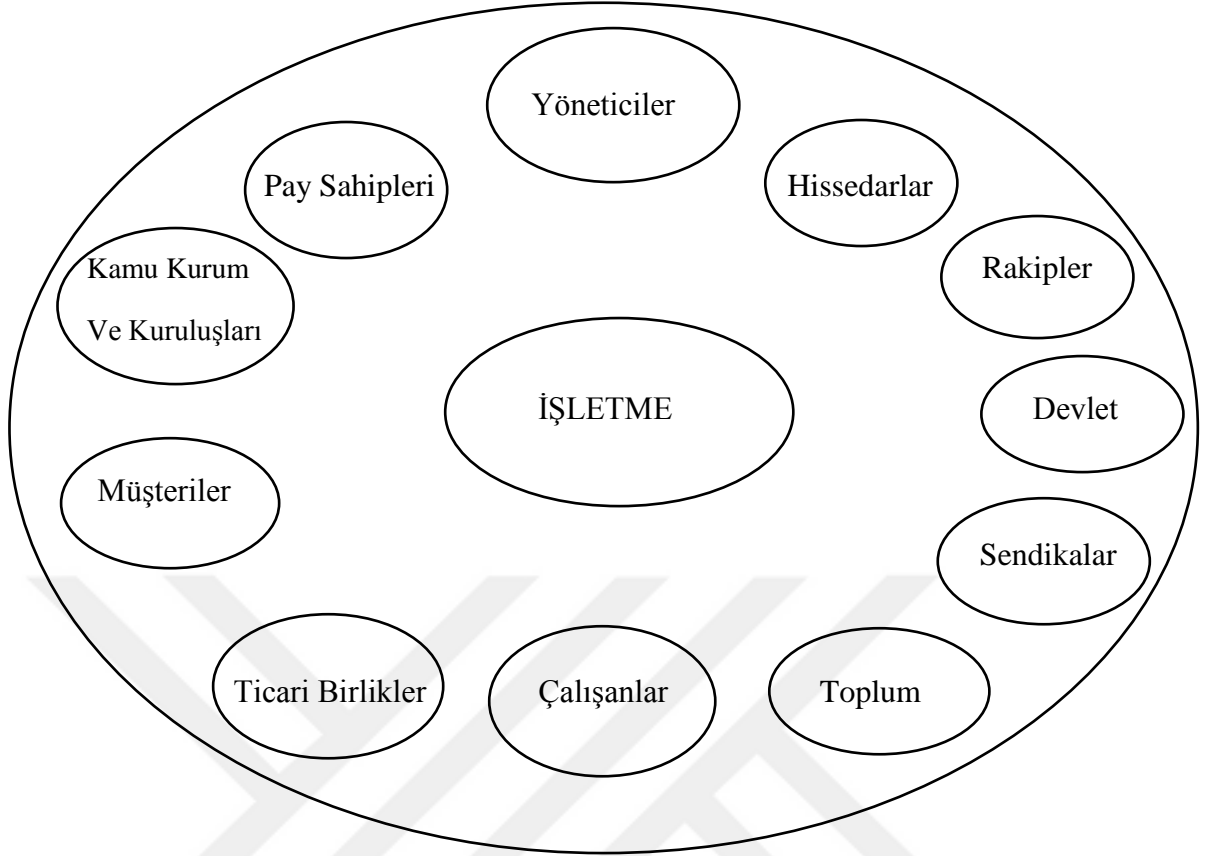 Yöneticiler
Pay Sahipleri
Hissedarlar
Kamu Kurum
Ve Kuruluşları
Rakipler
İŞLETME
Devlet
Müşteriler
Sendikalar
Ticari Birlikler
Çalışanlar
Toplum